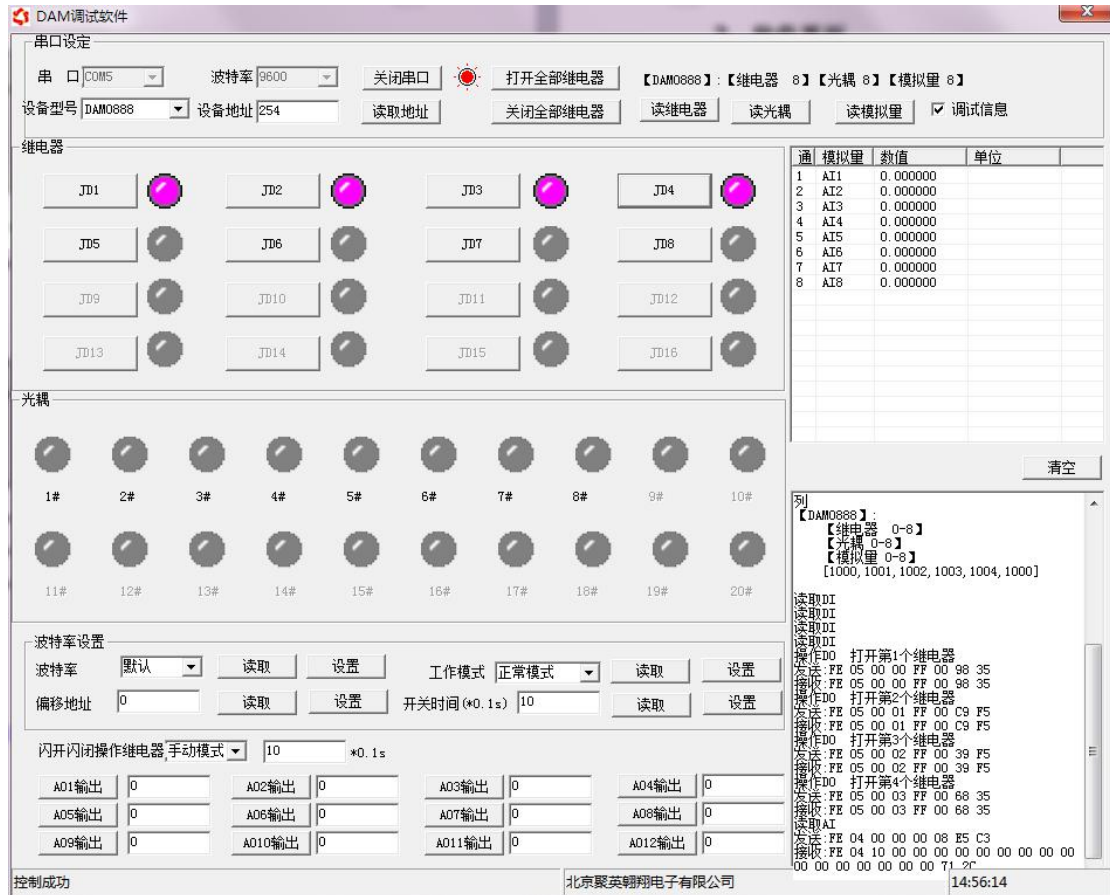 DAM调试软件
串口设定
串 口 COM5 波特率 9600 关闭串口 打开全部继电器 【DAM0888】:【继电器 8】【光耦 8】【模拟量 8】
设备型号 DAM0888 设备地址 254 读取地址 关闭全部继电器 读继电器 读光耦 读模拟量 调试信息
继电器
JD1 JD2 JD3 JD4
JD5 JD6 JD7 JD8
JD9 JD10 JD11 JD12
JD13 JD14 JD15 JD16
光耦
1# 2# 3# 4# 5# 6# 7# 8# 9# 10#
11# 12# 13# 14# 15# 16# 17# 18# 19# 20#
波特率设置
波特率 默认 读取 设置 工作模式 正常模式 读取 设置
偏移地址 0 读取 设置 开关时间(*0.1s) 10 读取 设置
闪开闪闭操作继电器 手动模式 10 *0.1s
AO1输出 0 AO2输出 0 AO3输出 0 AO4输出 0
AO5输出 0 AO6输出 0 AO7输出 0 AO8输出 0
AO9输出 0 AO10输出 0 AO11输出 0 AO12输出 0
通 模拟量 数值 单位
1 AI1 0.000000
2 AI2 0.000000
3 AI3 0.000000
4 AI4 0.000000
5 AI5 0.000000
6 AI6 0.000000
7 AI7 0.000000
8 AI8 0.000000
清空
列
【DAM0888】:
【继电器 0-8】
【光耦 0-8】
【模拟量 0-8】
[1000,1001,1002,1003,1004,1000]
读取DI
读取DI
读取DI
读取DI
操作DO 打开第1个继电器
发送:FE 05 00 00 FF 00 98 35
接收:FE 05 00 00 FF 00 98 35
操作DO 打开第2个继电器
发送:FE 05 00 01 FF 00 C9 F5
接收:FE 05 00 01 FF 00 C9 F5
操作DO 打开第3个继电器
发送:FE 05 00 02 FF 00 39 F5
接收:FE 05 00 02 FF 00 39 F5
操作DO 打开第4个继电器
发送:FE 05 00 03 FF 00 68 35
接收:FE 05 00 03 FF 00 68 35
读取AI
发送:FE 04 00 00 00 08 E5 C3
接收:FE 04 10 00 00 00 00 00 00 00 00 00
00 00 00 00 00 00 00 71 2C
控制成功 北京聚英翱翔电子有限公司 14:56:14